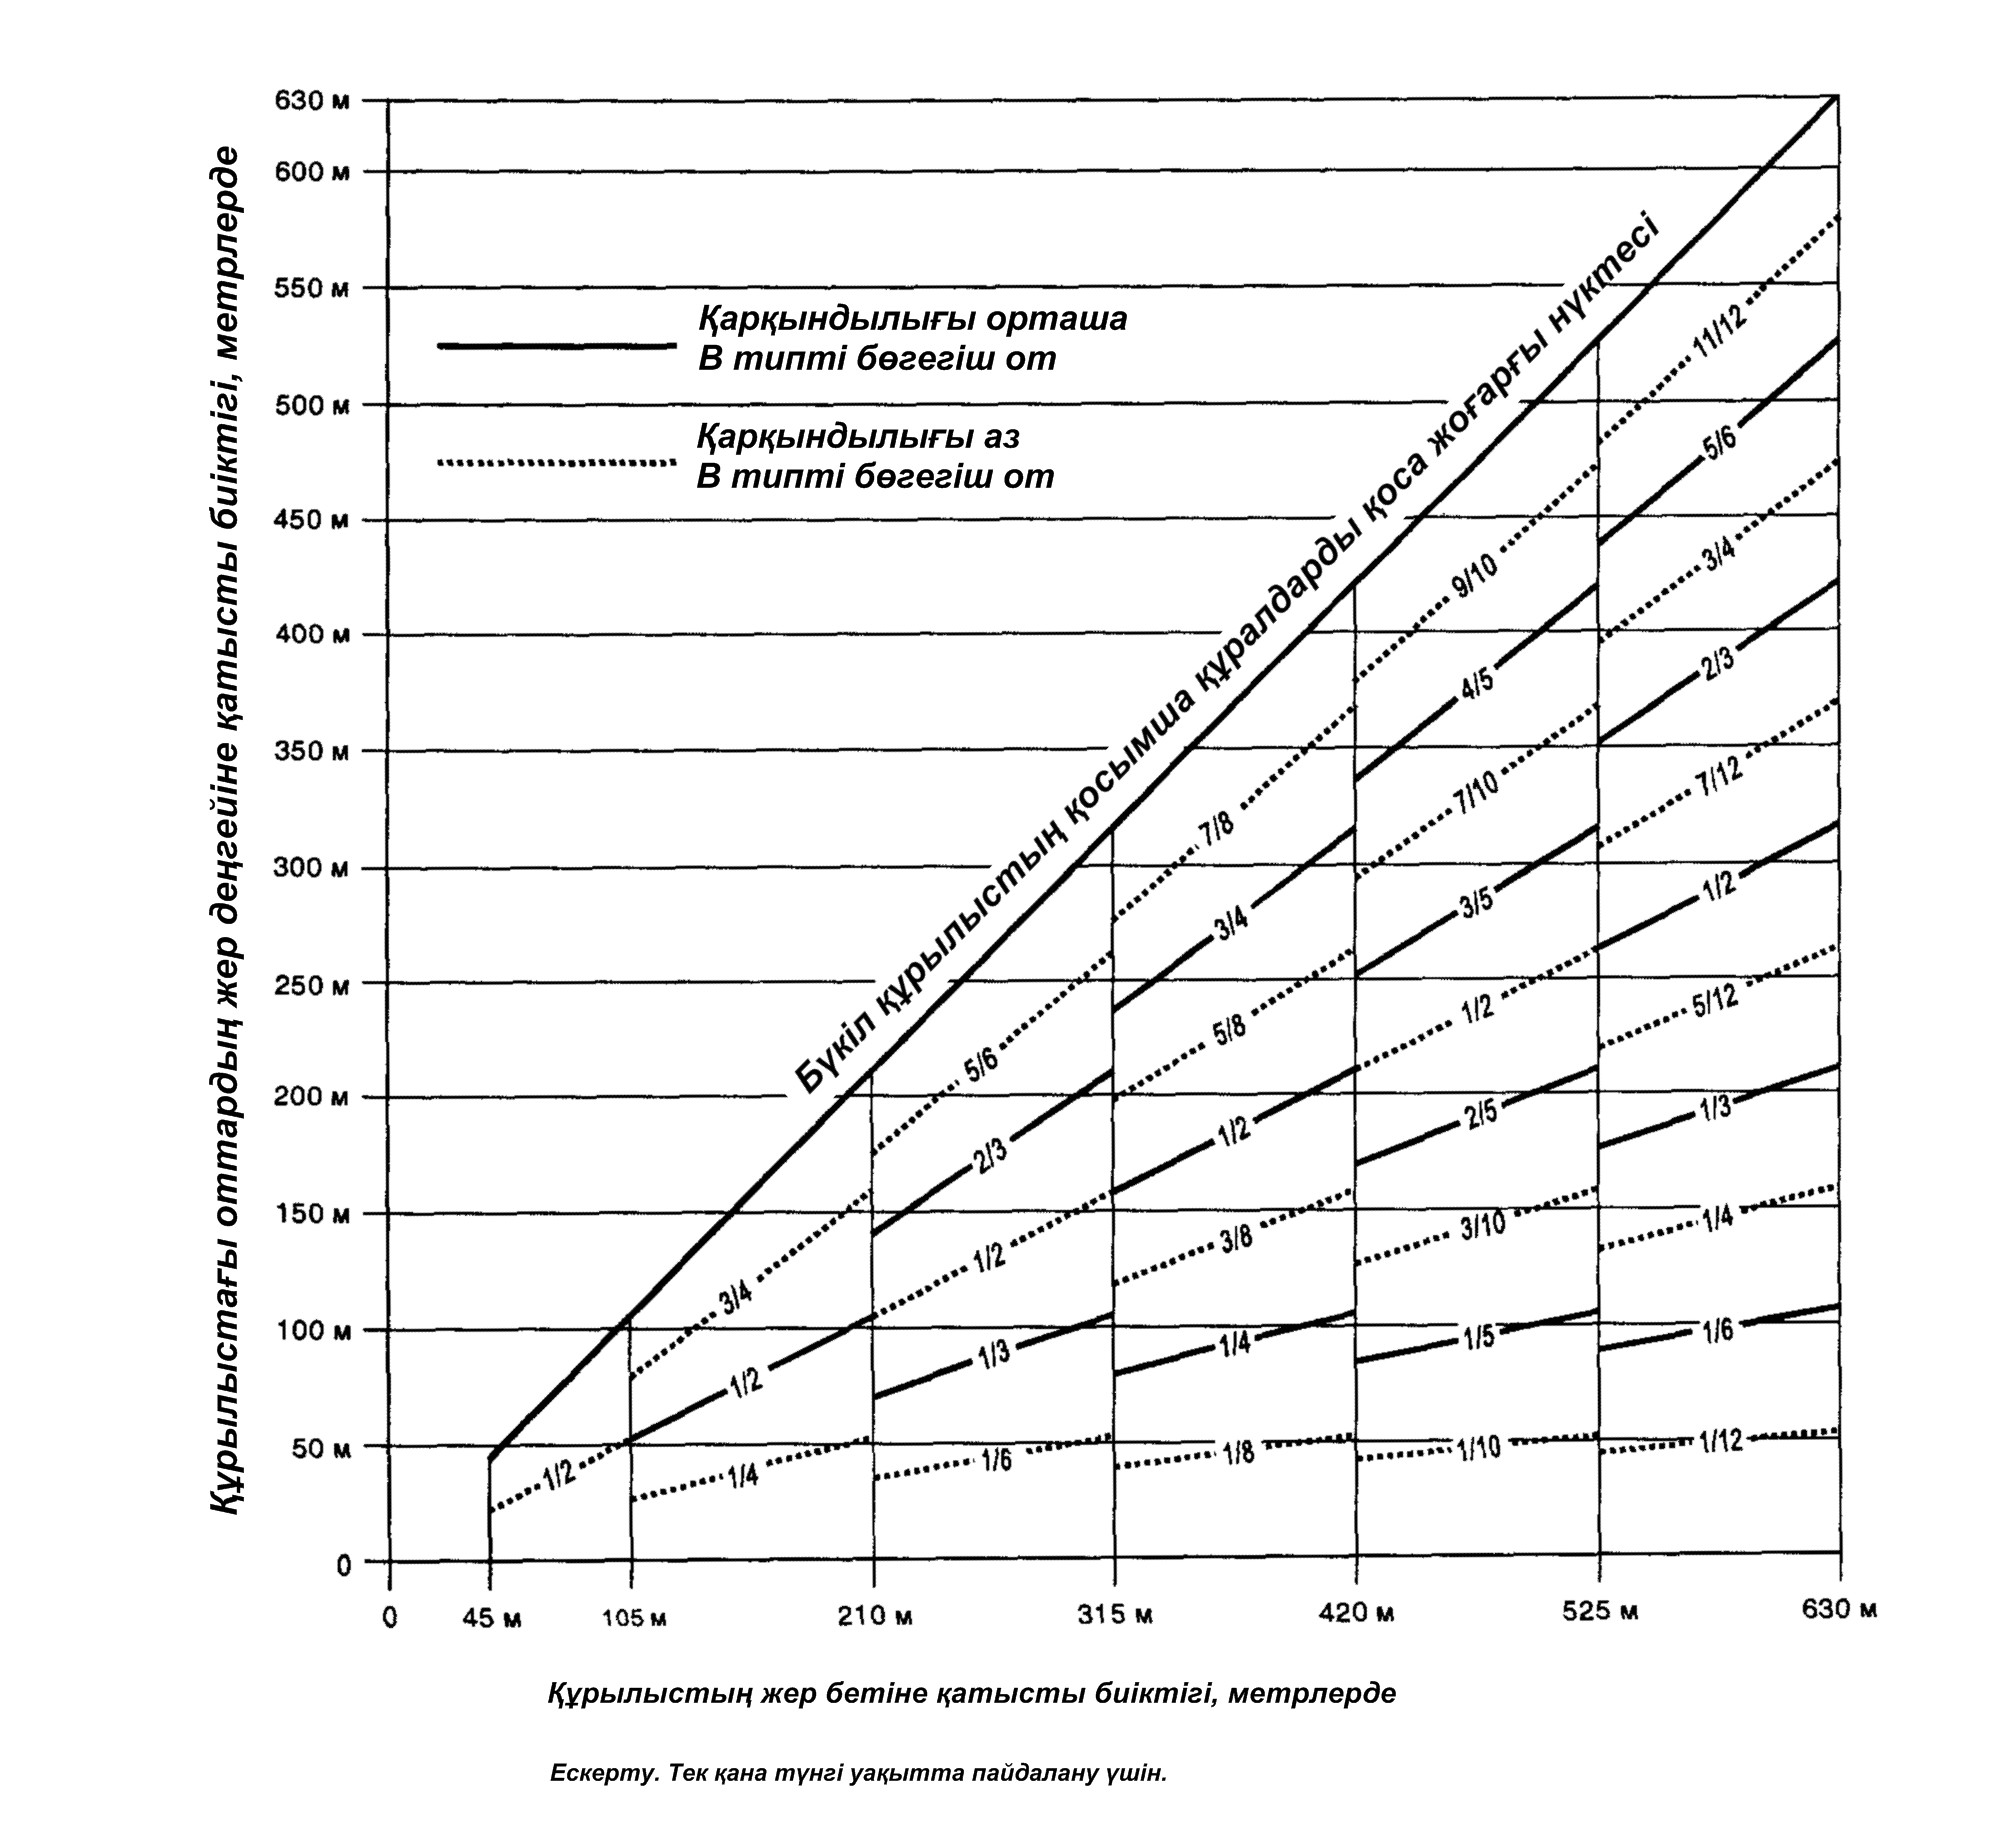 Құрылыстағы оттардың жер деңгейіне қатысты биіктігі, метрлерде
630 м
600 м
550 м
500 м
450 м
400 м
350 м
300 м
250 м
200 м
150 м
100 м
50 м
0
Қарқындылығы орташа
В типті бөгегіш от
Қарқындылығы аз
В типті бөгегіш от
Бүкіл құрылыстың қосымша құралдарды қоса жоғарғы нүктесі
1/2
3/4
1/2
1/4
5/6
2/3
1/2
1/3
1/6
7/8
3/4
5/8
1/2
3/8
1/4
1/8
9/10
4/5
7/10
3/5
1/2
2/5
3/10
1/5
1/10
11/12
5/6
3/4
2/3
7/12
1/2
5/12
1/3
1/4
1/6
1/12
0
45 м
105 м
210 м
315 м
420 м
525 м
630 м
Құрылыстың жер бетіне қатысты биіктігі, метрлерде
Ескерту. Тек қана түнгі уақытта пайдалану үшін.